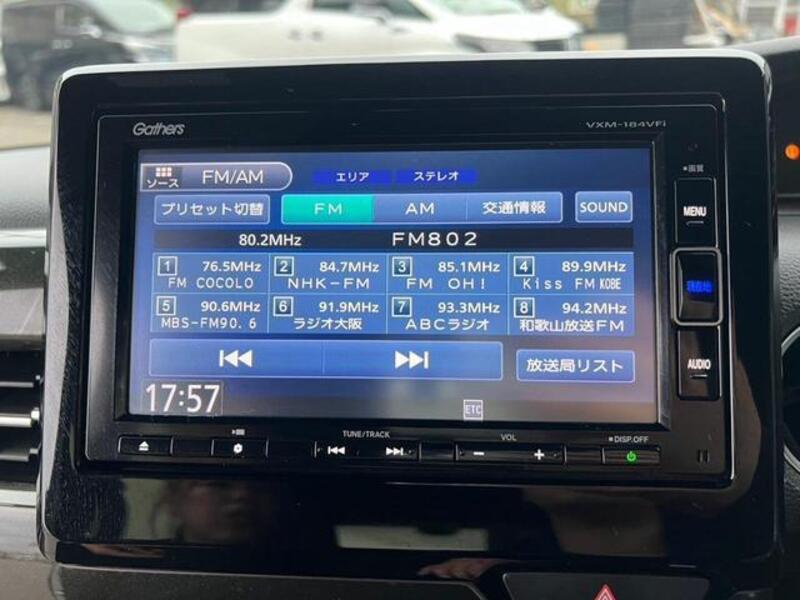 Gathers VXM-184VFi
ソース FM/AM エリア ステレオ
プリセット切替 FM AM 交通情報 SOUND
80.2MHz FM802
1 76.5MHz 2 84.7MHz 3 85.1MHz 4 89.9MHz
FM COCOLO NHK-FM FM OH! Kiss FM KOBE
5 90.6MHz 6 91.9MHz 7 93.3MHz 8 94.2MHz
MBS-FM90.6 ラジオ大阪 ABCラジオ 和歌山放送FM
放送局リスト
17:57 ETC
画質
MENU
現在地
AUDIO
TUNE/TRACK VOL DISP.OFF